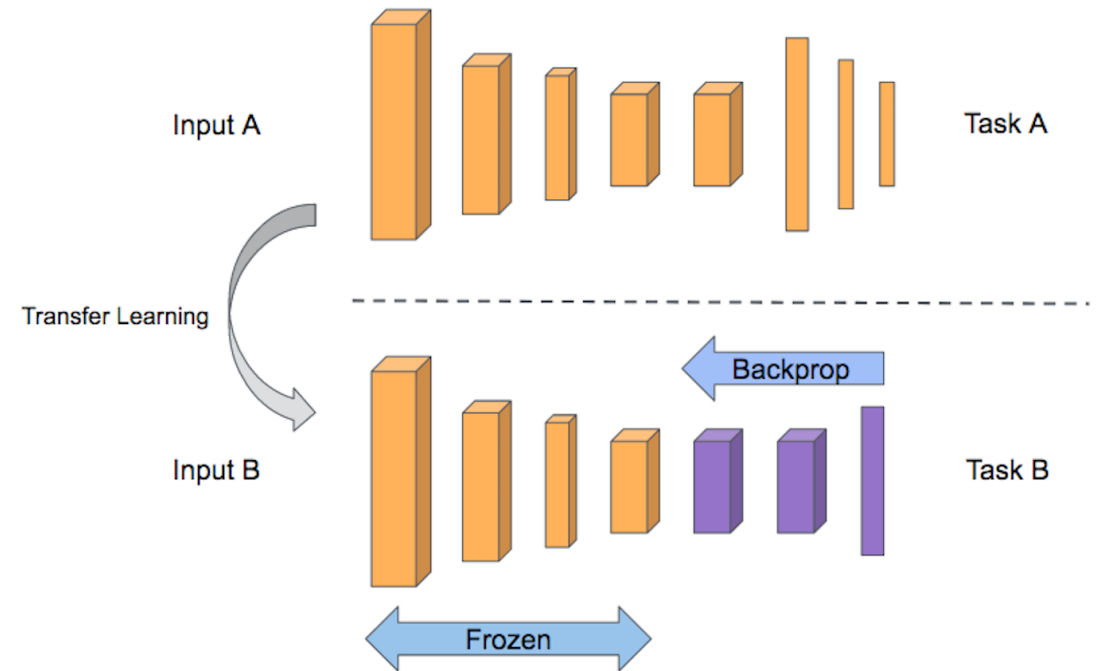 Input A
Task A
Transfer Learning
Backprop
Input B
Task B
Frozen